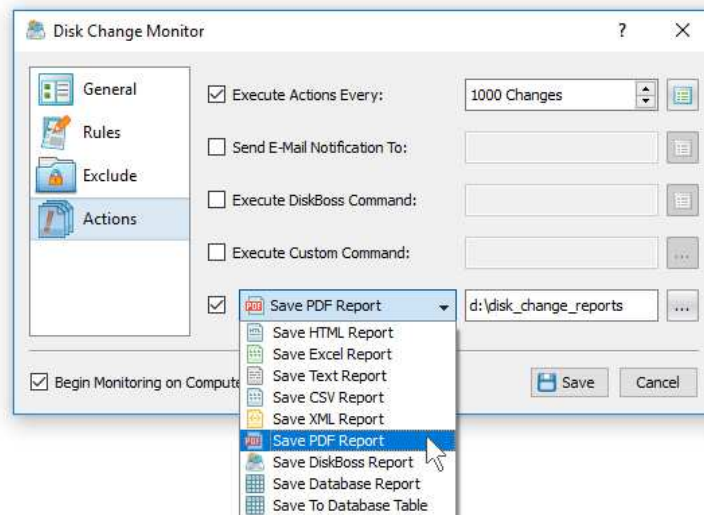 Disk Change Monitor
General
Rules
Exclude
Actions
Execute Actions Every: 1000 Changes
Send E-Mail Notification To:
Execute DiskBoss Command:
Execute Custom Command: ...
PDF Save PDF Report d:\disk_change_reports ...
Save HTML Report
Save Excel Report
Save Text Report
Save CSV Report
Save XML Report
PDF Save PDF Report
Save DiskBoss Report
Save Database Report
Save To Database Table
Begin Monitoring on Compute
Save Cancel